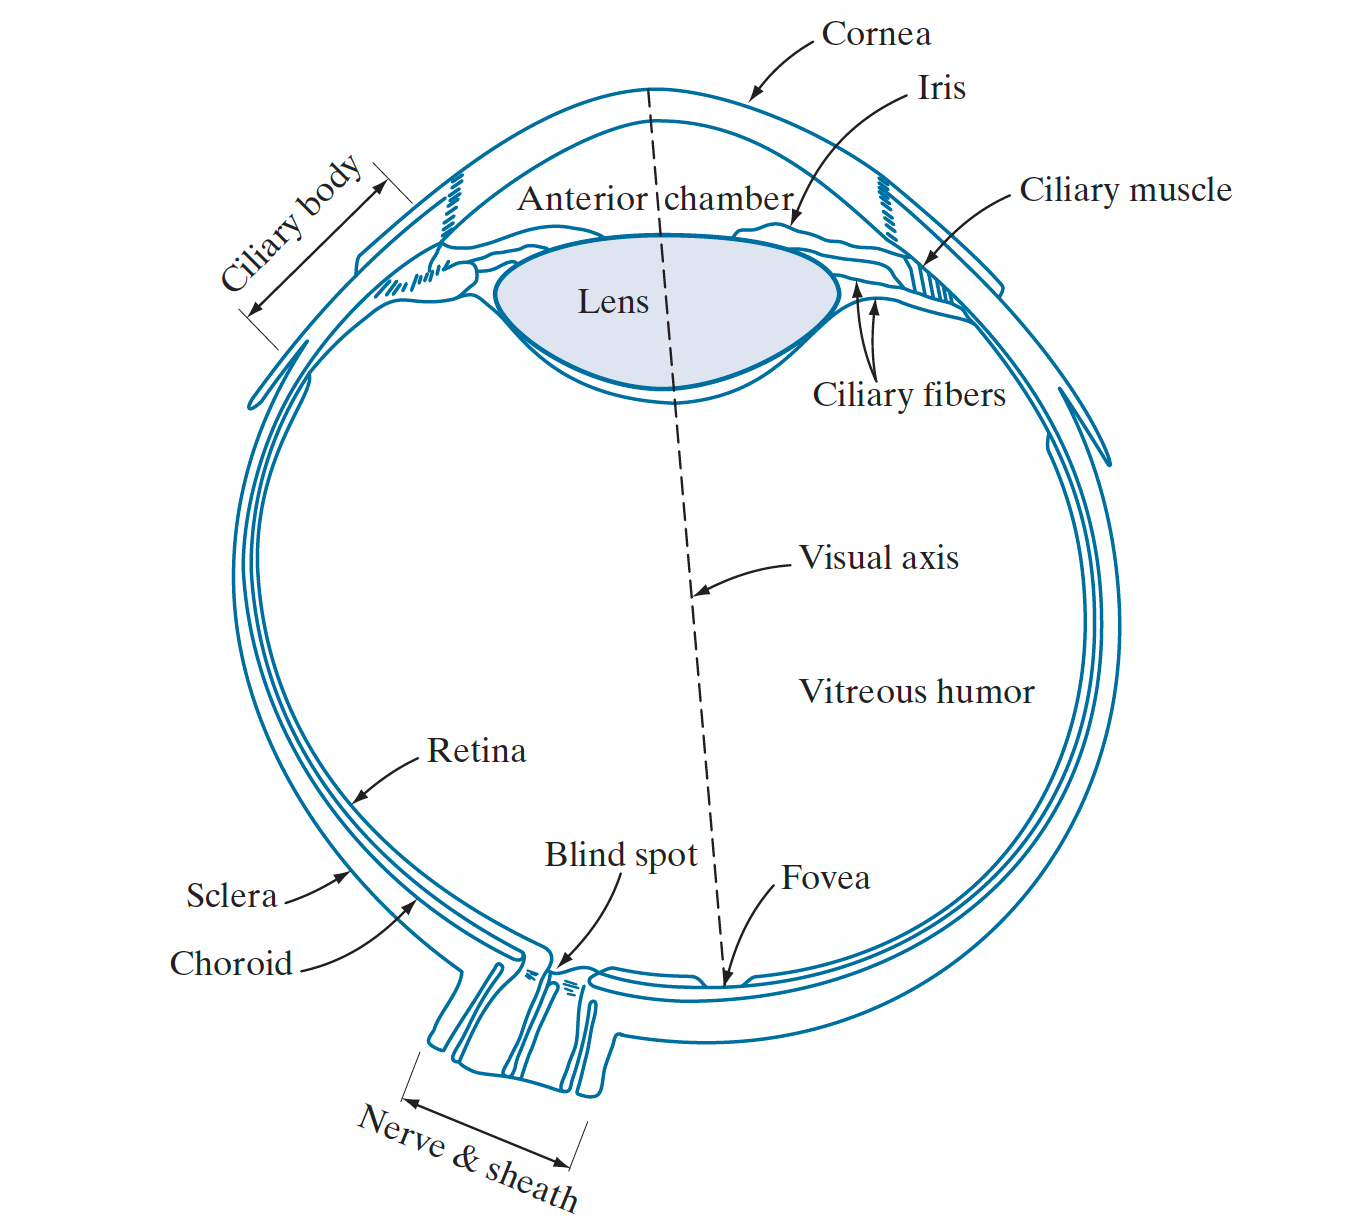 Cornea
Iris
Ciliary muscle
Ciliary body
Anterior chamber
Lens
Ciliary fibers
Visual axis
Vitreous humor
Retina
Blind spot
Fovea
Sclera
Choroid
Nerve & sheath